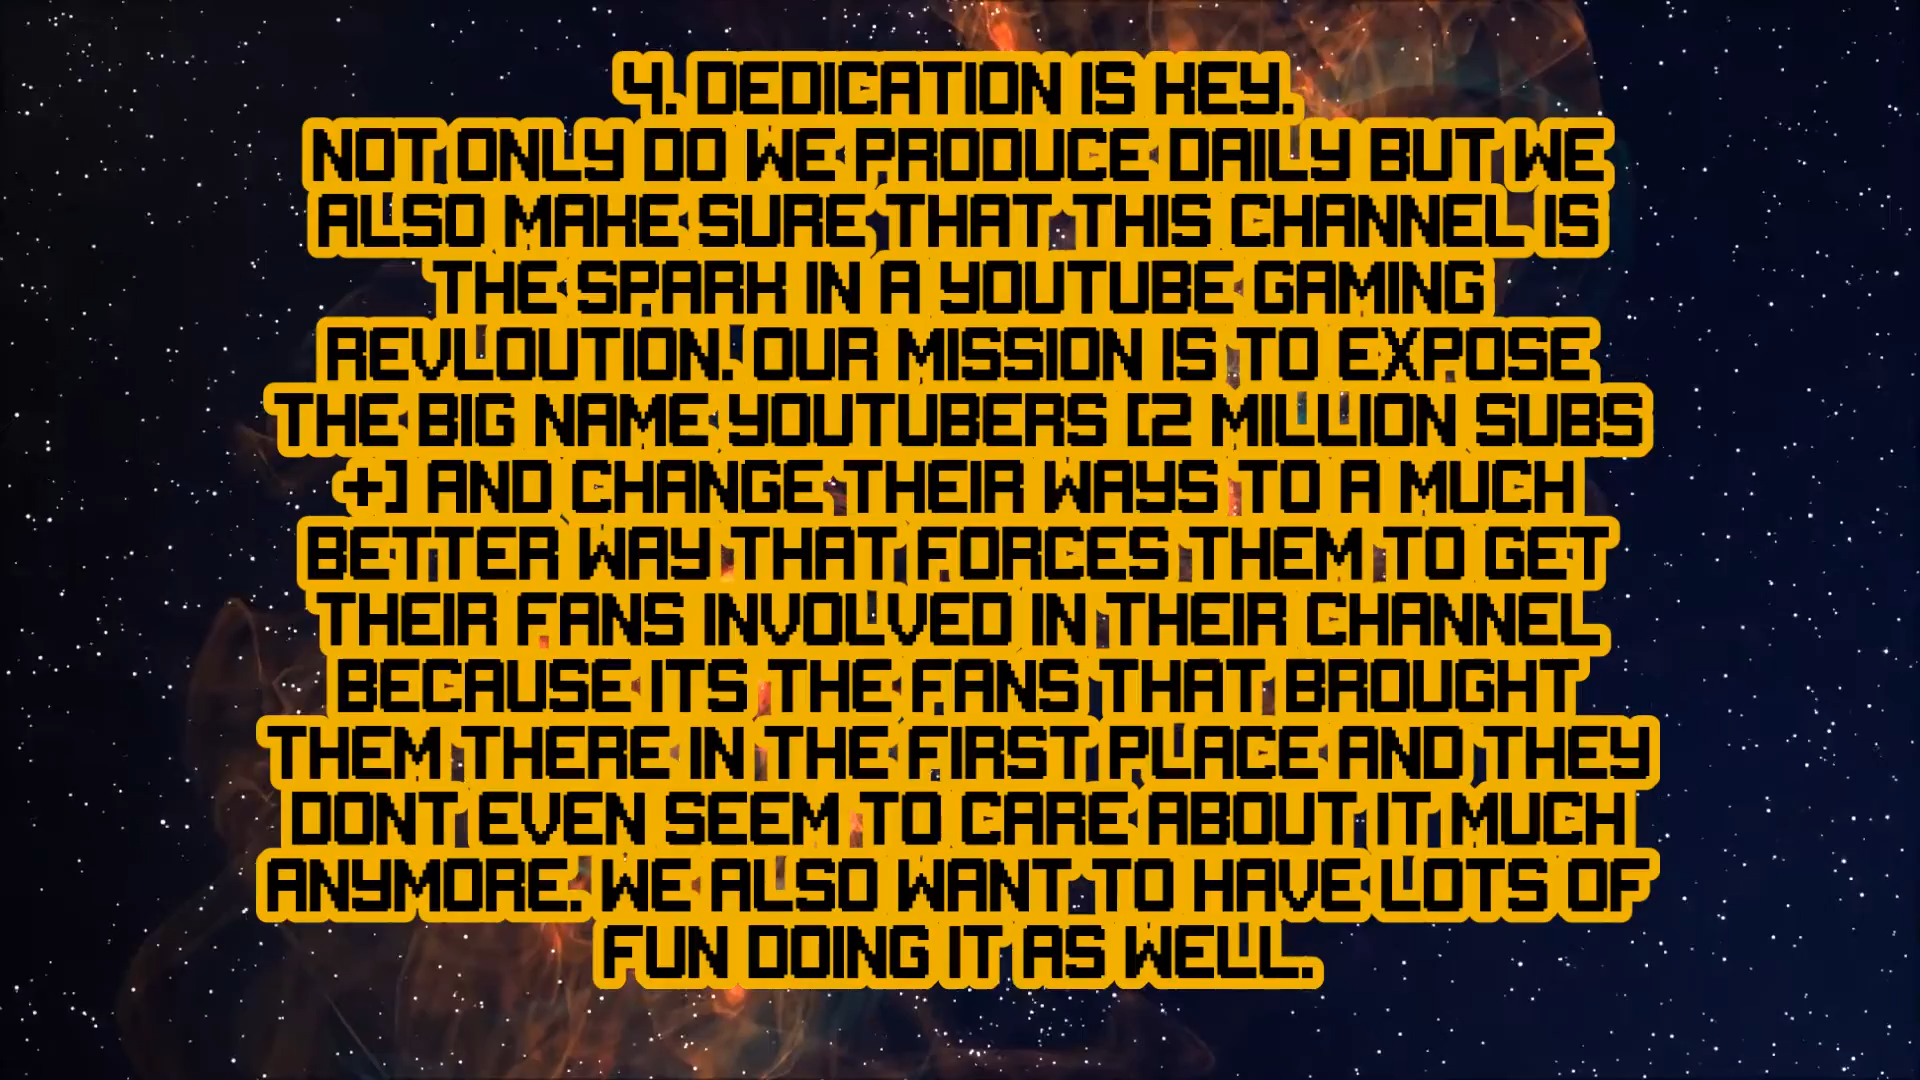 4. DEDICATION IS KEY.
NOT ONLY DO WE PRODUCE DAILY BUT WE
ALSO MAKE SURE THAT THIS CHANNEL IS
THE SPARK IN A YOUTUBE GAMING
REVLOUTION. OUR MISSION IS TO EXPOSE
THE BIG NAME YOUTUBERS [2 MILLION SUBS
+] AND CHANGE THEIR WAYS TO A MUCH
BETTER WAY THAT FORCES THEM TO GET
THEIR FANS INVOLVED IN THEIR CHANNEL
BECAUSE ITS THE FANS THAT BROUGHT
THEM THERE IN THE FIRST PLACE AND THEY
DONT EVEN SEEM TO CARE ABOUT IT MUCH
ANYMORE. WE ALSO WANT TO HAVE LOTS OF
FUN DOING IT AS WELL.